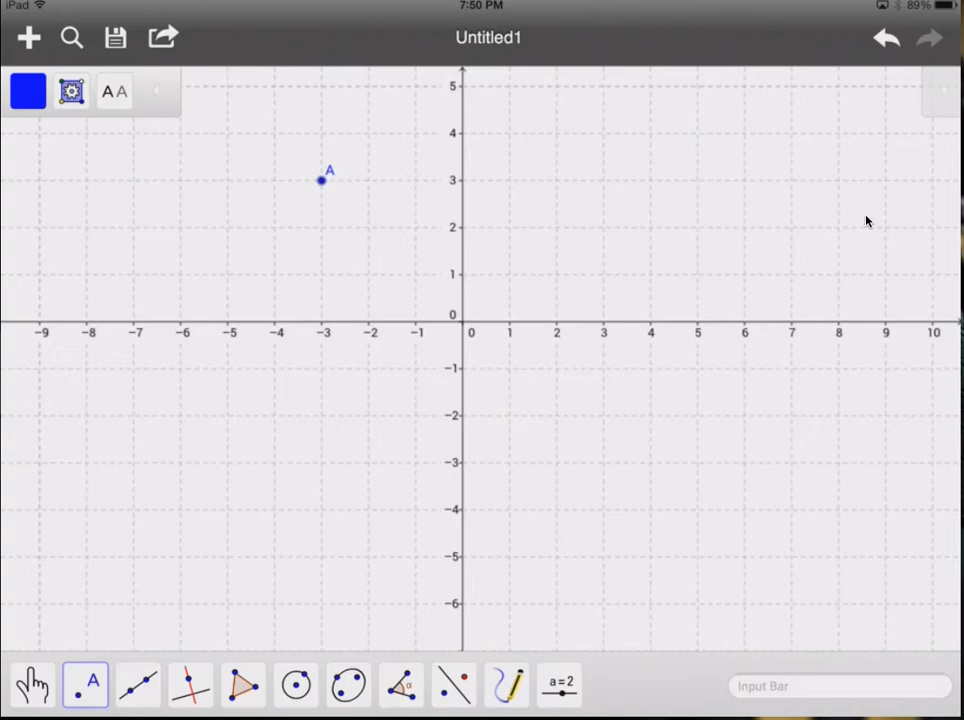 iPad 7:50 PM 89%
Untitled1
A A
5
4
A
3
2
1
0
−9 −8 −7 −6 −5 −4 −3 −2 −1 0 1 2 3 4 5 6 7 8 9 10
−1
−2
−3
−4
−5
−6
A α a=2 Input Bar